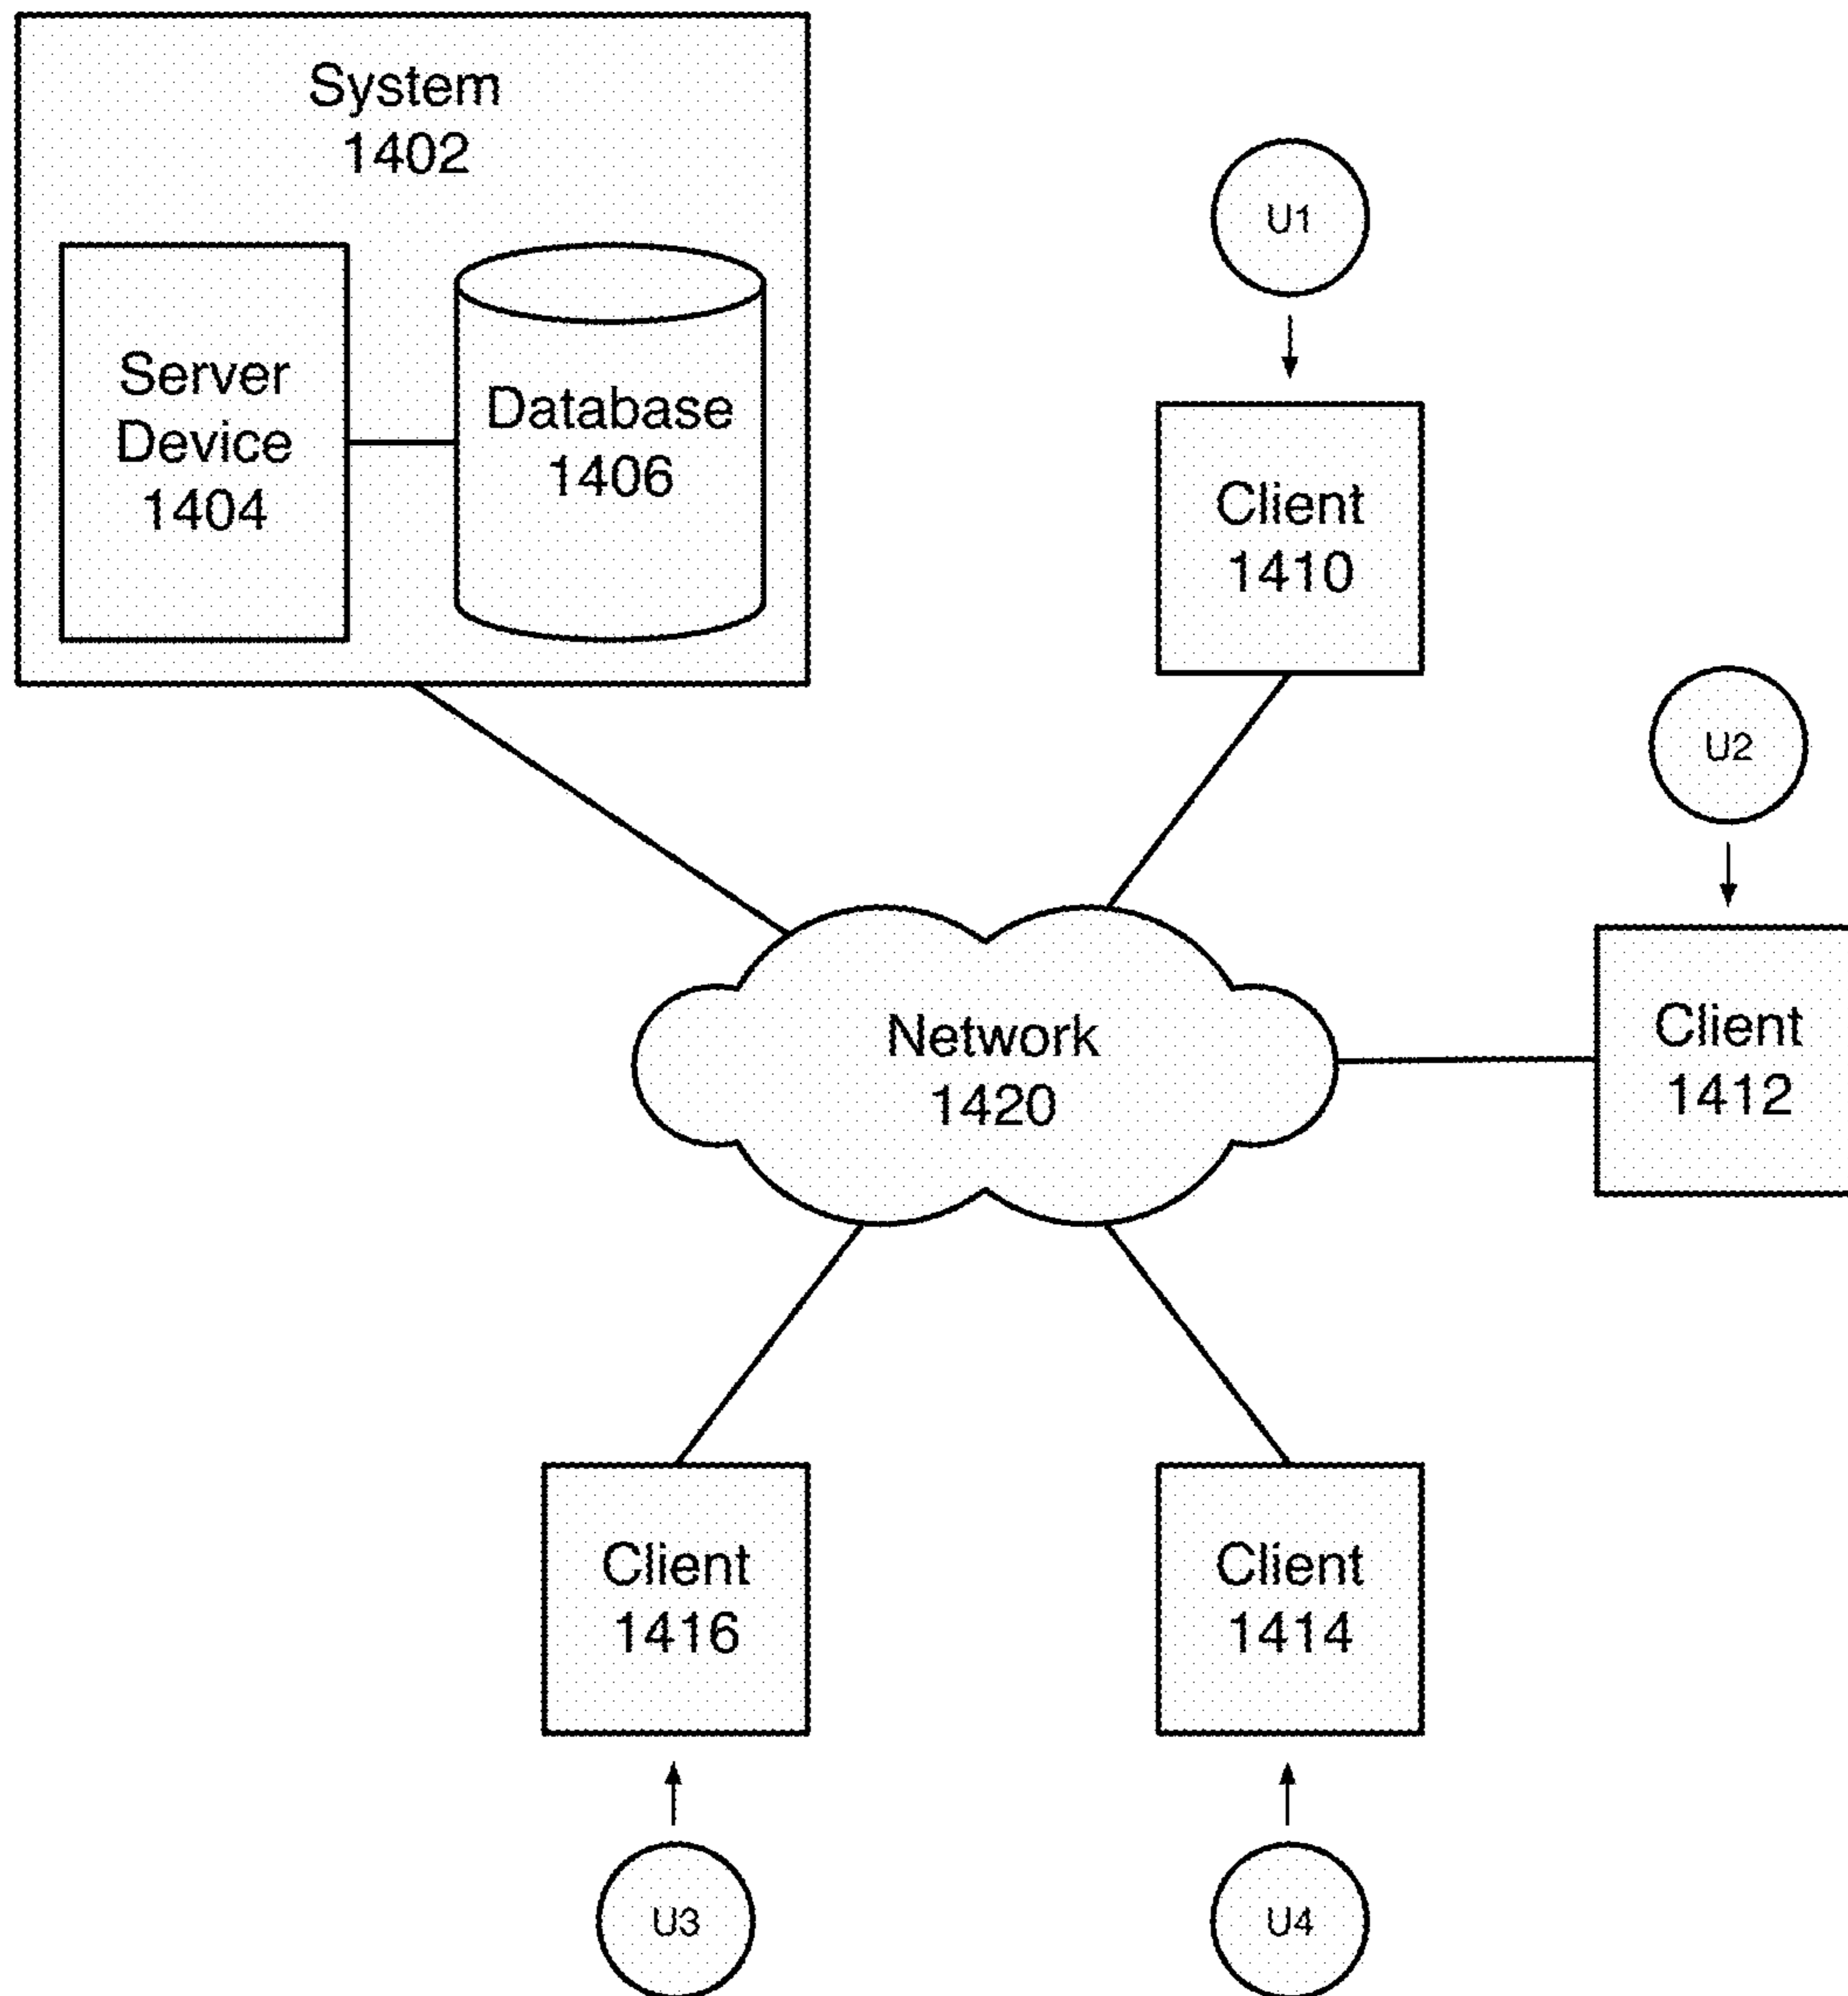 System
1402
Server
Device
1404
Database
1406
U1
Client
1410
U2
Client
1412
Network
1420
Client
1416
Client
1414
U3
U4